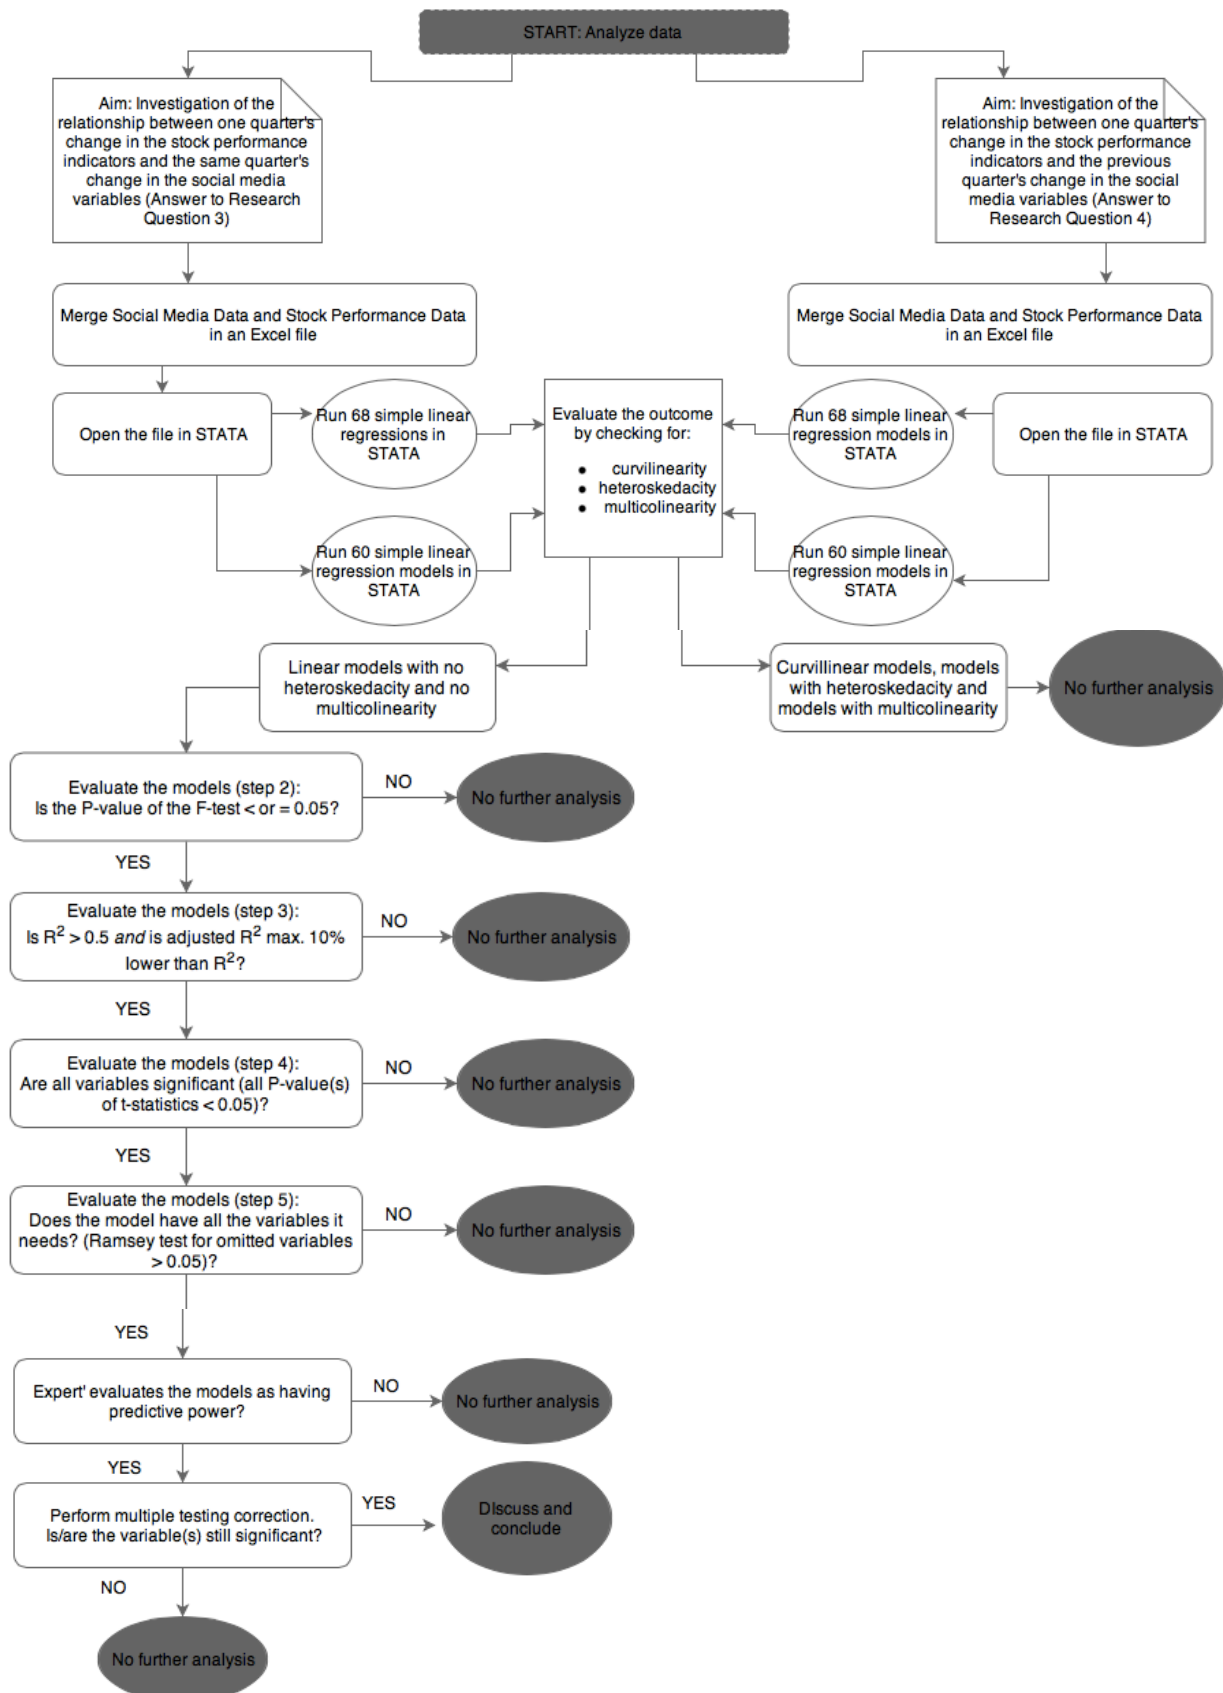 START: Analyze data
Aim: Investigation of the
relationship between one quarter's
change in the stock performance
indicators and the same quarter's
change in the social media
variables (Answer to Research
Question 3)
Aim: Investigation of the
relationship between one quarter's
change in the stock performance
indicators and the previous
quarter's change in the social
media variables (Answer to
Research Question 4)
Merge Social Media Data and Stock Performance Data
in an Excel file
Merge Social Media Data and Stock Performance Data
in an Excel file
Open the file in STATA
Run 68 simple linear
regressions in
STATA
Evaluate the outcome
by checking for:
● curvilinearity
● heteroskedacity
● multicolinearity
Run 68 simple linear
regression models in
STATA
Open the file in STATA
Run 60 simple linear
regression models in
STATA
Run 60 simple linear
regression models in
STATA
Linear models with no
heteroskedacity and no
multicolinearity
Curvillinear models, models
with heteroskedacity and
models with multicolinearity
No further analysis
Evaluate the models (step 2):
Is the P-value of the F-test < or = 0.05?
NO
No further analysis
YES
Evaluate the models (step 3):
Is R² > 0.5 and is adjusted R² max. 10%
lower than R²?
NO
No further analysis
YES
Evaluate the models (step 4):
Are all variables significant (all P-value(s)
of t-statistics < 0.05)?
NO
No further analysis
YES
Evaluate the models (step 5):
Does the model have all the variables it
needs? (Ramsey test for omitted variables
> 0.05)?
NO
No further analysis
YES
Expert' evaluates the models as having
predictive power?
NO
No further analysis
YES
Perform multiple testing correction.
Is/are the variable(s) still significant?
YES
DIscuss and
conclude
NO
No further analysis